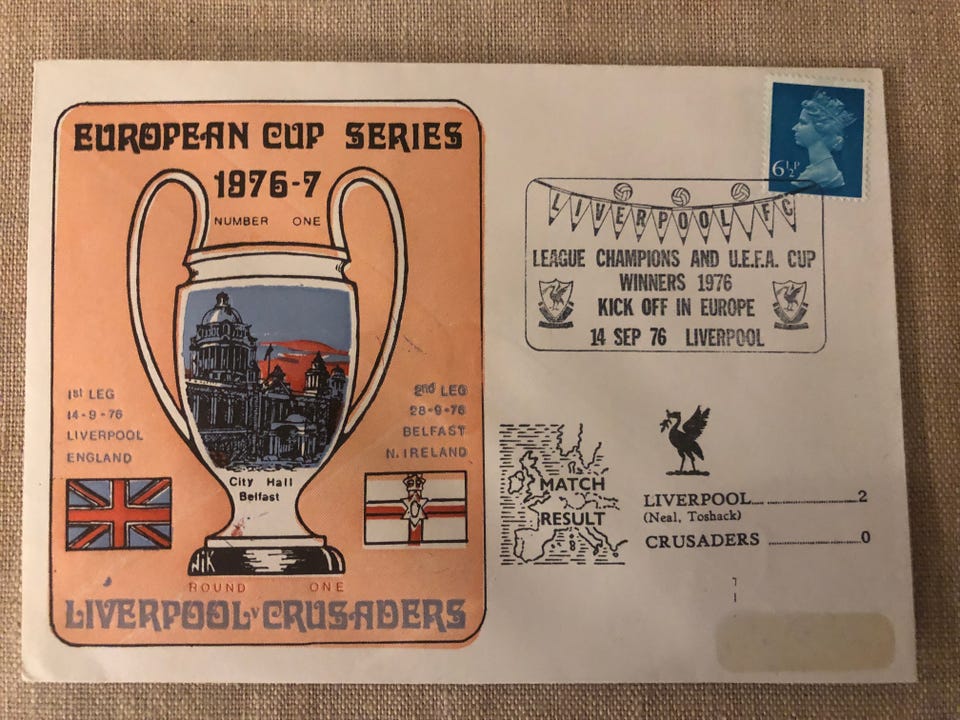 EUROPEAN CUP SERIES
1976-7
NUMBER ONE
1st LEG
14-9-76
LIVERPOOL
ENGLAND
2nd LEG
28-9-76
BELFAST
N. IRELAND
City Hall
Belfast
NJK
ROUND ONE
LIVERPOOL v CRUSADERS
6½P
LIVERPOOL FC
LEAGUE CHAMPIONS AND U.E.F.A. CUP
WINNERS 1976
KICK OFF IN EUROPE
14 SEP 76 LIVERPOOL
MATCH
RESULT
LIVERPOOL.... 2
(Neal, Toshack)
CRUSADERS .... 0